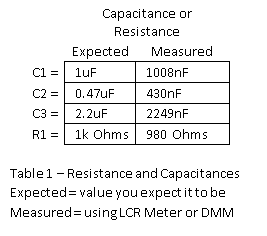 Capacitance or
Resistance
Expected Measured
C1 = 1uF 1008nF
C2 = 0.47uF 430nF
C3 = 2.2uF 2249nF
R1 = 1k Ohms 980 Ohms
Table 1 – Resistance and Capacitances
Expected = value you expect it to be
Measured = using LCR Meter or DMM